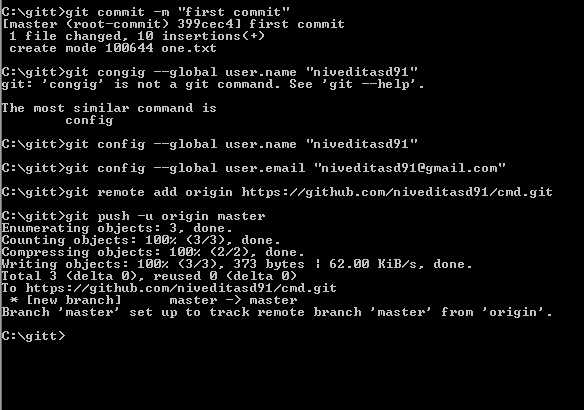 C:\gitt>git commit -m "first commit"
[master (root-commit) 399cec4] first commit
 1 file changed, 10 insertions(+)
 create mode 100644 one.txt
C:\gitt>git congig --global user.name "niveditasd91"
git: 'congig' is not a git command. See 'git --help'.
The most similar command is
        config
C:\gitt>git config --global user.name "niveditasd91"
C:\gitt>git config --global user.email "niveditasd91@gmail.com"
C:\gitt>git remote add origin https://github.com/niveditasd91/cmd.git
C:\gitt>git push -u origin master
Enumerating objects: 3, done.
Counting objects: 100% (3/3), done.
Compressing objects: 100% (2/2), done.
Writing objects: 100% (3/3), 373 bytes | 62.00 KiB/s, done.
Total 3 (delta 0), reused 0 (delta 0)
To https://github.com/niveditasd91/cmd.git
 * [new branch]      master -> master
Branch 'master' set up to track remote branch 'master' from 'origin'.
C:\gitt>